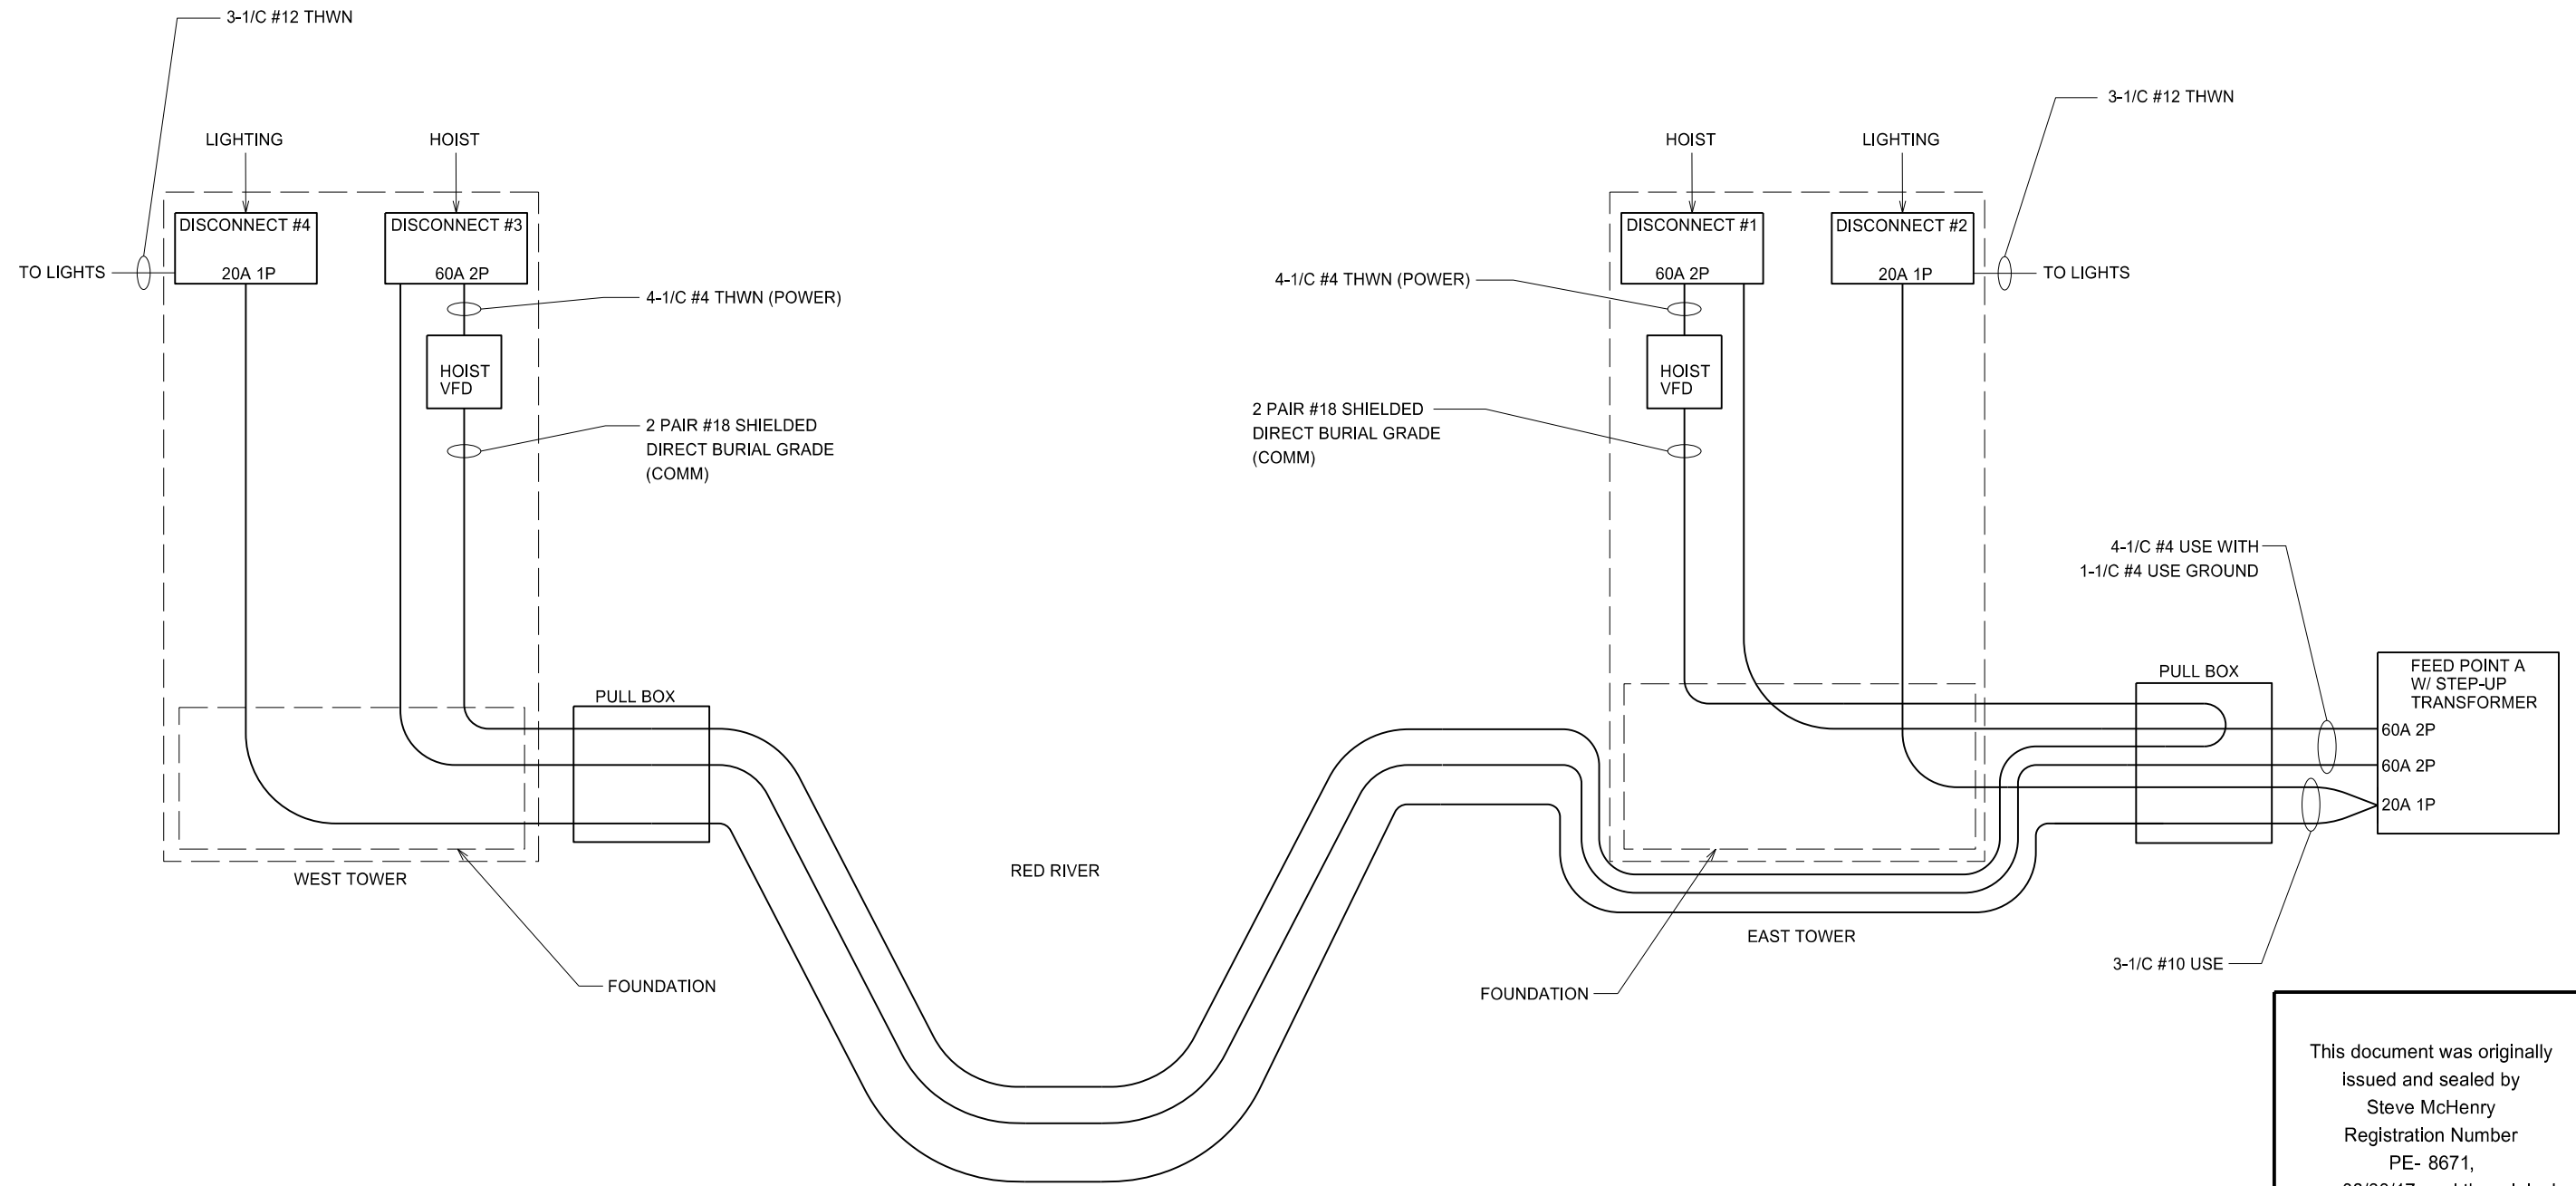 3-1/C #12 THWN
3-1/C #12 THWN
LIGHTING
HOIST
HOIST
LIGHTING
DISCONNECT #4
20A 1P
DISCONNECT #3
60A 2P
DISCONNECT #1
60A 2P
DISCONNECT #2
20A 1P
TO LIGHTS
TO LIGHTS
4-1/C #4 THWN (POWER)
4-1/C #4 THWN (POWER)
HOIST
VFD
HOIST
VFD
2 PAIR #18 SHIELDED
DIRECT BURIAL GRADE
(COMM)
2 PAIR #18 SHIELDED
DIRECT BURIAL GRADE
(COMM)
4-1/C #4 USE WITH
1-1/C #4 USE GROUND
PULL BOX
PULL BOX
FEED POINT A
W/ STEP-UP
TRANSFORMER
60A 2P
60A 2P
20A 1P
WEST TOWER
RED RIVER
EAST TOWER
FOUNDATION
FOUNDATION
3-1/C #10 USE
This document was originally
issued and sealed by
Steve McHenry
Registration Number
PE- 8671,